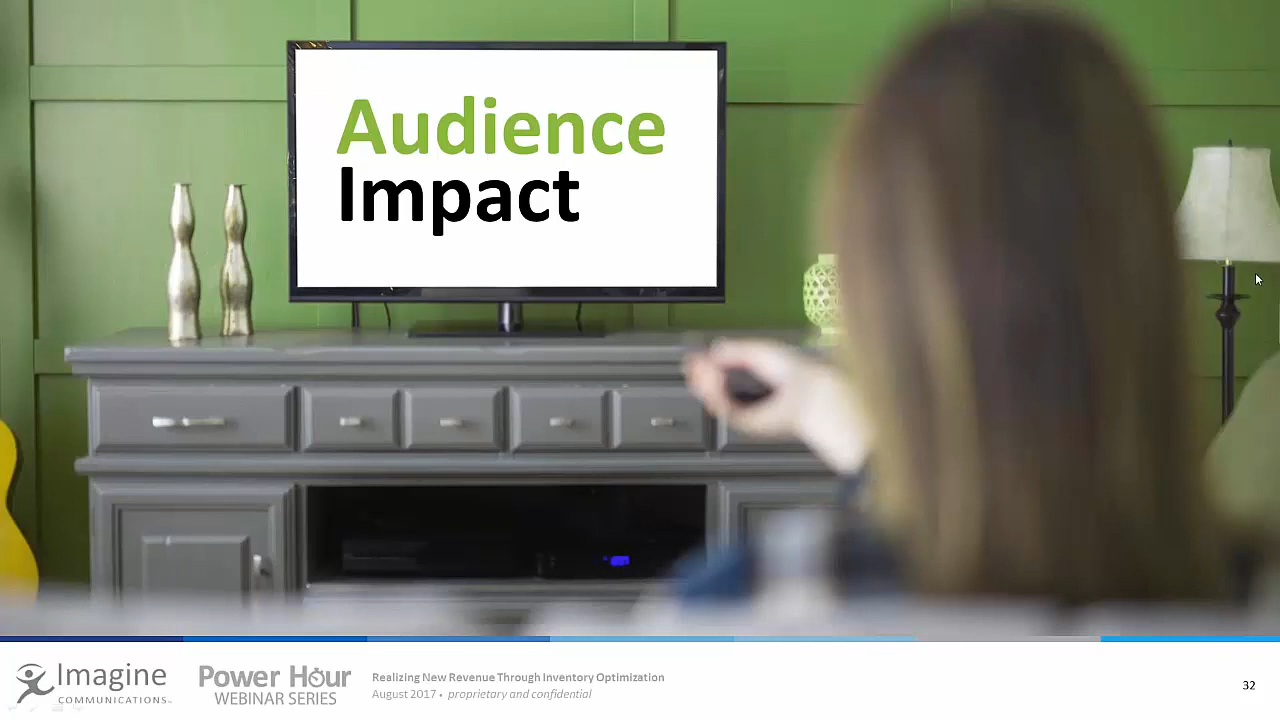 Audience
Impact
Imagine
COMMUNICATIONS
Power Hour
WEBINAR SERIES
Realizing New Revenue Through Inventory Optimization
August 2017 • proprietary and confidential
32